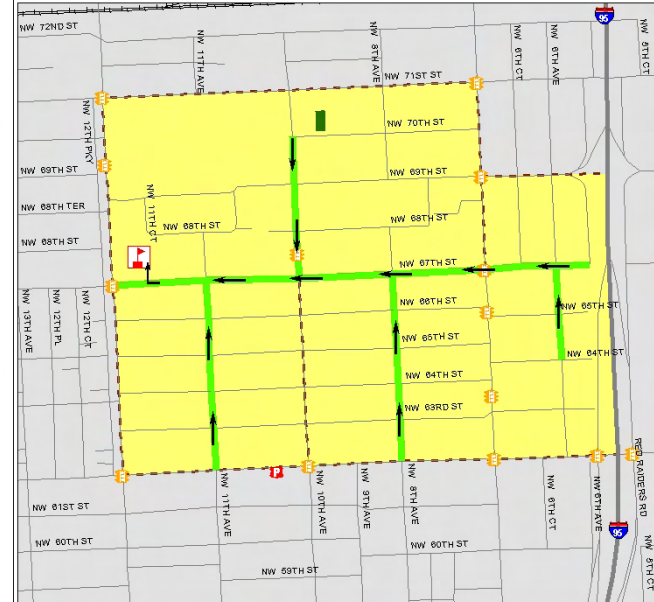 95
NW 72ND ST
NW 11TH AVE
NW 8TH AVE
NW 6TH CT
NW 6TH AVE
NW 5TH CT
NW 71ST ST
NW 12TH PKY
NW 70TH ST
NW 69TH ST
NW 69TH ST
NW 68TH TER
NW 11TH CT
NW 68TH ST
NW 68TH ST
NW 68TH ST
NW 67TH ST
NW 13TH AVE
NW 12TH PL
NW 12TH CT
NW 66TH ST
NW 65TH ST
NW 65TH ST
NW 64TH ST
NW 64TH ST
NW 63RD ST
RED RAIDERS RD
P
NW 11TH AVE
NW 10TH AVE
NW 9TH AVE
NW 8TH AVE
NW 6TH CT
NW 6TH AVE
NW 61ST ST
95
NW 60TH ST
NW 60TH ST
NW 5TH CT
NW 59TH ST